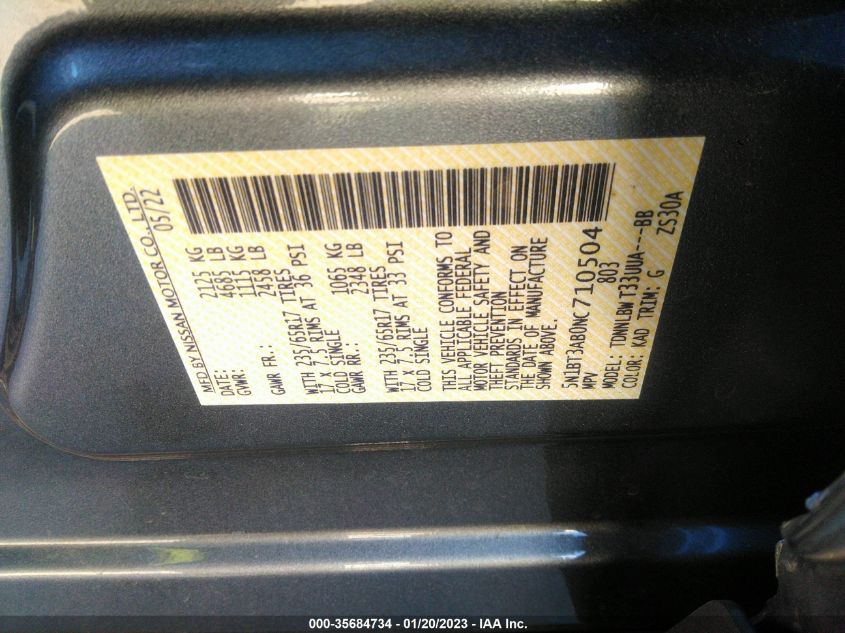 MFD BY NISSAN MOTOR CO., LTD.
DATE: 05/22
GVWR: 2125 KG
4685 LB
GAWR FR.: 1115 KG
2458 LB
WITH 235/65R17 TIRES
17 X 7.5 RIMS AT 36 PSI
COLD SINGLE
GAWR RR.: 1065 KG
2348 LB
WITH 235/65R17 TIRES
17 X 7.5 RIMS AT 33 PSI
COLD SINGLE
THIS VEHICLE CONFORMS TO
ALL APPLICABLE FEDERAL
MOTOR VEHICLE SAFETY AND
THEFT PREVENTION
STANDARDS IN EFFECT ON
THE DATE OF MANUFACTURE
SHOWN ABOVE.
5N1BT3AB0NC710504
MPV 803
MODEL: TDWNLBW T33UUA----BB
COLOR: KAD TRIM: G ZS30A
000-35684734 - 01/20/2023 - IAA Inc.